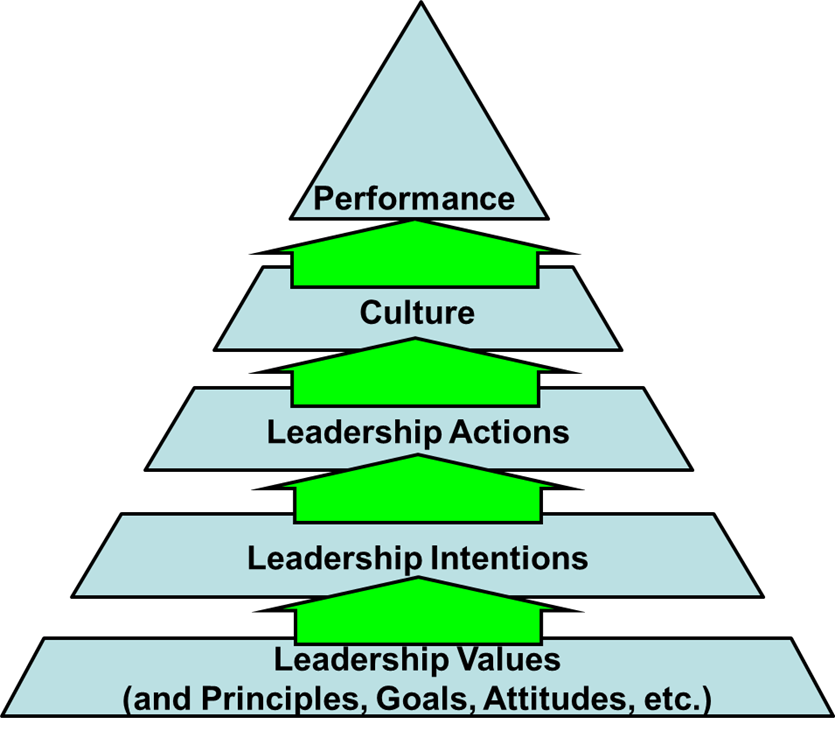 Performance
Culture
Leadership Actions
Leadership Intentions
Leadership Values
(and Principles, Goals, Attitudes, etc.)